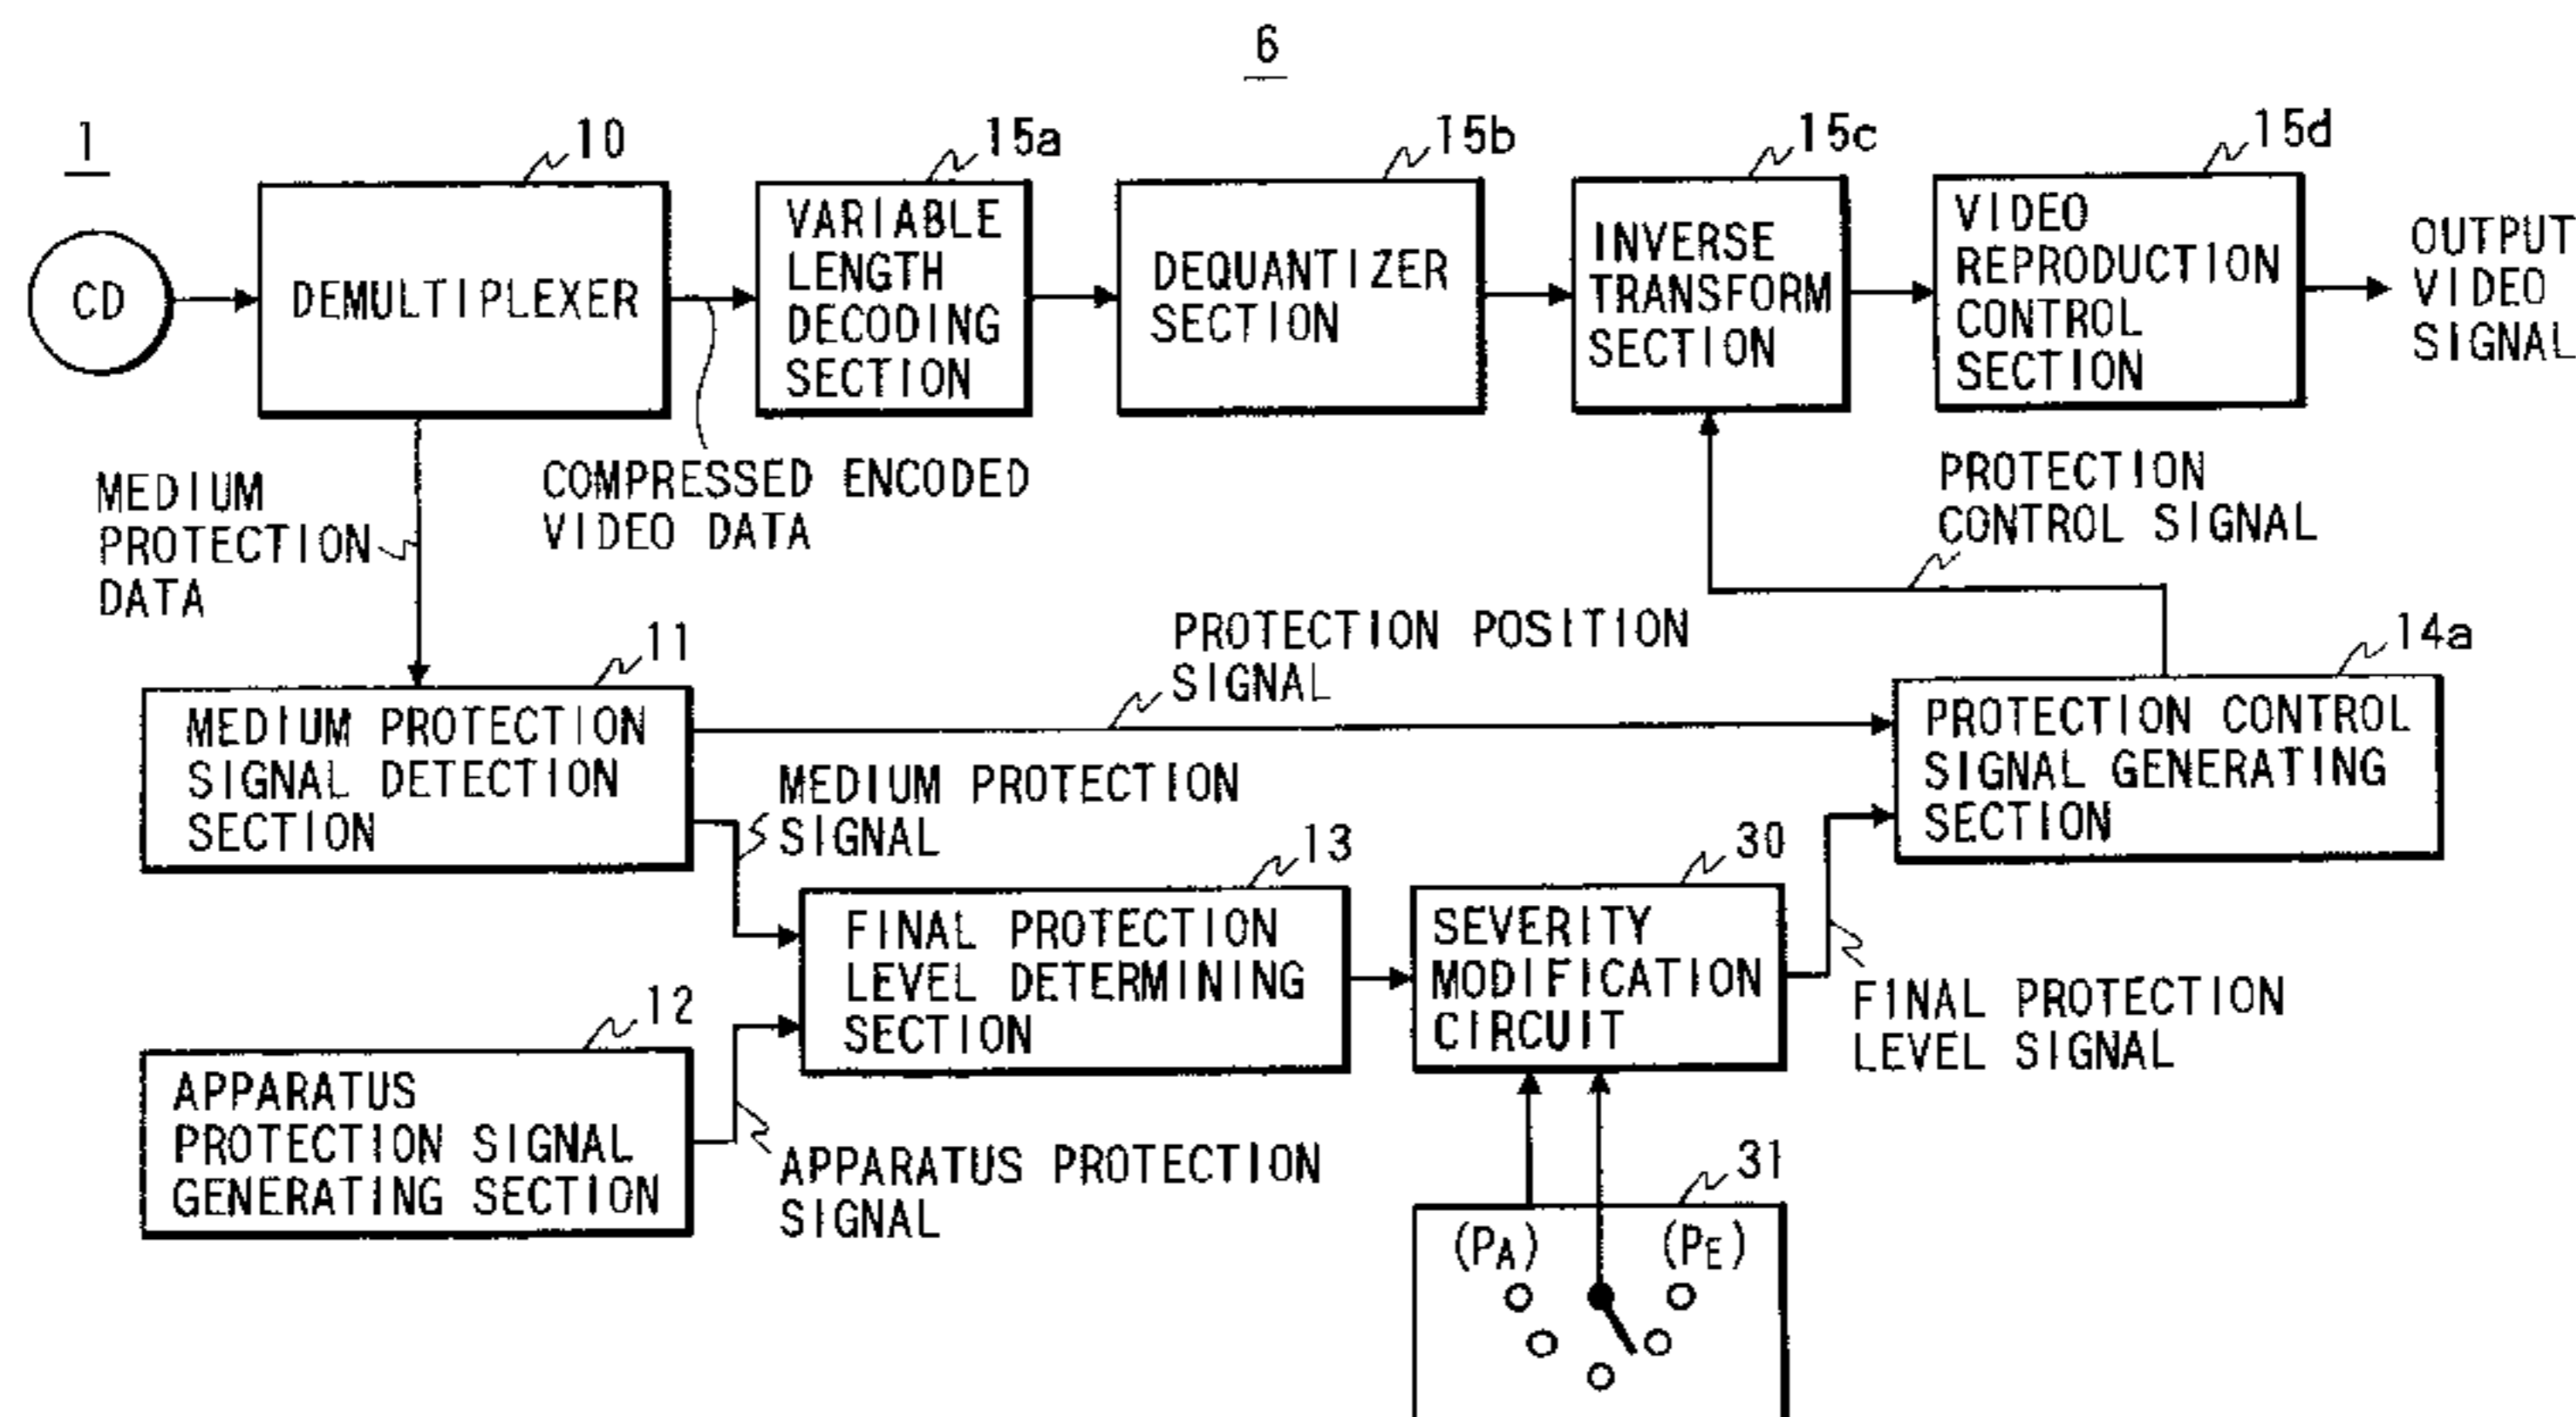 6
1
10
15a
15b
15c
15d
CD
DEMULTIPLEXER
VARIABLE
LENGTH
DECODING
SECTION
DEQUANTIZER
SECTION
INVERSE
TRANSFORM
SECTION
VIDEO
REPRODUCTION
CONTROL
SECTION
OUTPUT
VIDEO
SIGNAL
MEDIUM
PROTECTION
DATA
COMPRESSED ENCODED
VIDEO DATA
PROTECTION
CONTROL SIGNAL
11
PROTECTION POSITION
SIGNAL
14a
MEDIUM PROTECTION
SIGNAL DETECTION
SECTION
PROTECTION CONTROL
SIGNAL GENERATING
SECTION
MEDIUM PROTECTION
SIGNAL
13
30
FINAL PROTECTION
LEVEL DETERMINING
SECTION
SEVERITY
MODIFICATION
CIRCUIT
FINAL PROTECTION
LEVEL SIGNAL
12
APPARATUS
PROTECTION SIGNAL
GENERATING SECTION
APPARATUS PROTECTION
SIGNAL
31
(PA)
(PE)